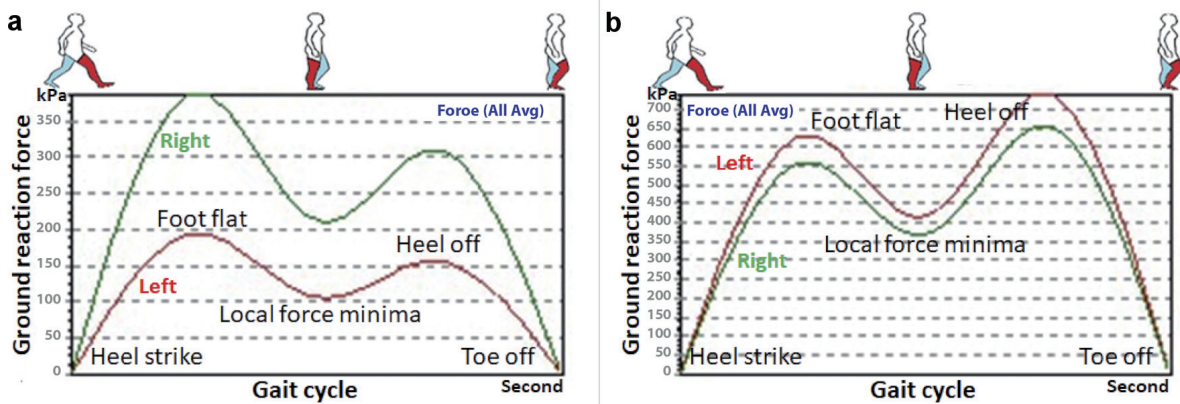 a
kPa
Foroe (All Avg)
350
300
250
200
150
100
50
0
Ground reaction force
Right
Foot flat
Heel off
Left
Local force minima
Heel strike
Toe off
Gait cycle
Second
b
kPa
Foroe (All Avg)
700
650
600
550
500
450
400
350
300
250
200
150
100
50
0
Ground reaction force
Foot flat
Heel off
Left
Local force minima
Right
Heel strike
Toe off
Gait cycle
Second